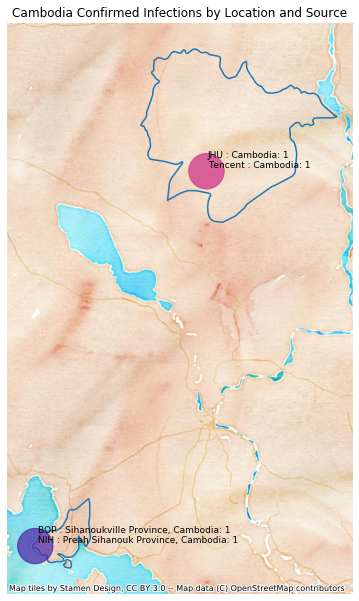 Cambodia Confirmed Infections by Location and Source
JHU : Cambodia: 1
Tencent : Cambodia: 1
BOP : Sihanoukville Province, Cambodia: 1
NIH : Preah Sihanouk Province, Cambodia: 1
Map tiles by Stamen Design, CC BY 3.0 -- Map data (C) OpenStreetMap contributors